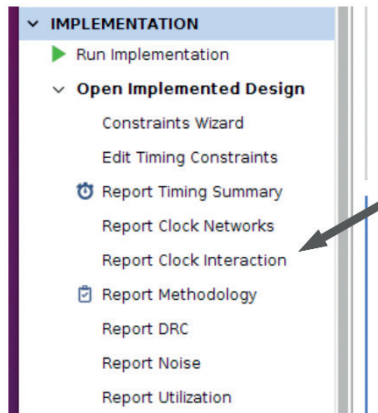 IMPLEMENTATION
Run Implementation
Open Implemented Design
Constraints Wizard
Edit Timing Constraints
Report Timing Summary
Report Clock Networks
Report Clock Interaction
Report Methodology
Report DRC
Report Noise
Report Utilization